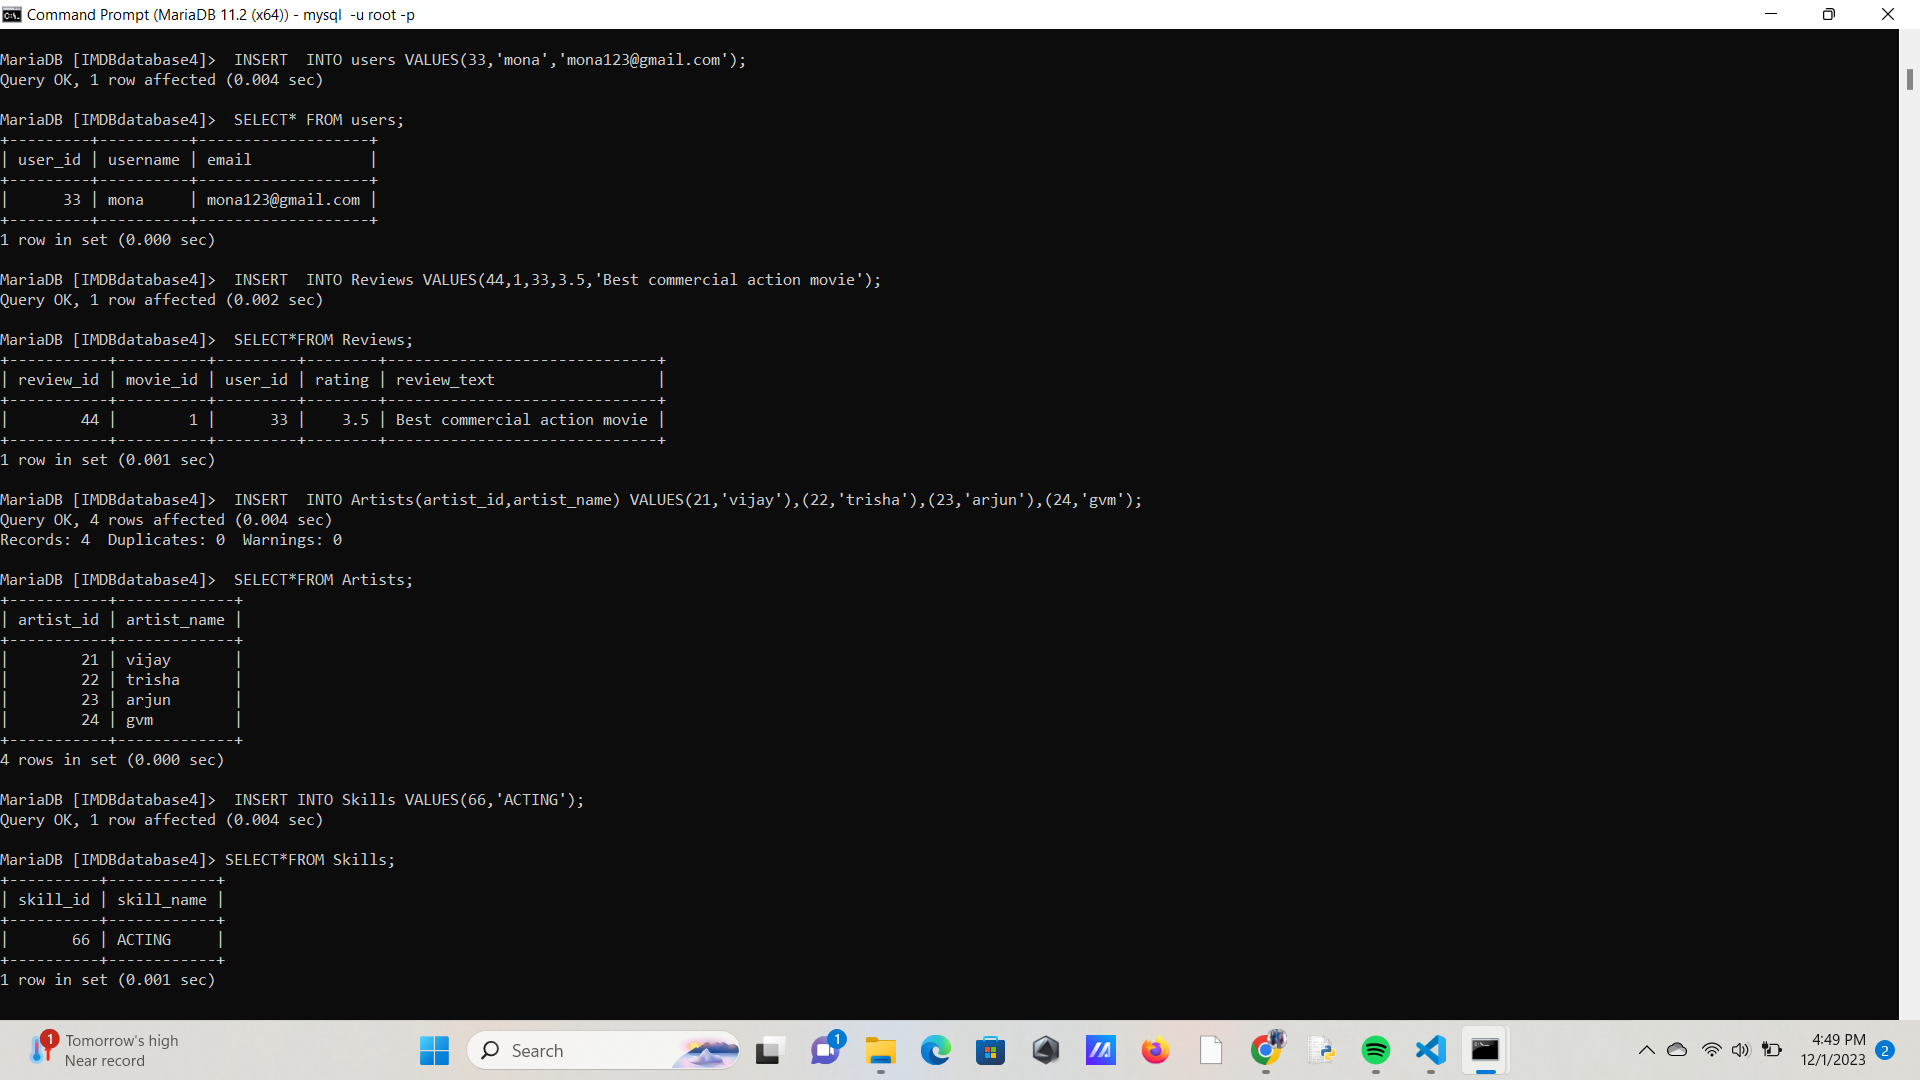 Command Prompt (MariaDB 11.2 (x64)) - mysql  -u root -p
MariaDB [IMDBdatabase4]>  INSERT  INTO users VALUES(33,'mona','mona123@gmail.com');
Query OK, 1 row affected (0.004 sec)
MariaDB [IMDBdatabase4]>  SELECT* FROM users;
+---------+----------+-------------------+
| user_id | username | email             |
+---------+----------+-------------------+
|      33 | mona     | mona123@gmail.com |
+---------+----------+-------------------+
1 row in set (0.000 sec)
MariaDB [IMDBdatabase4]>  INSERT  INTO Reviews VALUES(44,1,33,3.5,'Best commercial action movie');
Query OK, 1 row affected (0.002 sec)
MariaDB [IMDBdatabase4]>  SELECT*FROM Reviews;
+-----------+----------+---------+--------+------------------------------+
| review_id | movie_id | user_id | rating | review_text                  |
+-----------+----------+---------+--------+------------------------------+
|        44 |        1 |      33 |    3.5 | Best commercial action movie |
+-----------+----------+---------+--------+------------------------------+
1 row in set (0.001 sec)
MariaDB [IMDBdatabase4]>  INSERT  INTO Artists(artist_id,artist_name) VALUES(21,'vijay'),(22,'trisha'),(23,'arjun'),(24,'gvm');
Query OK, 4 rows affected (0.004 sec)
Records: 4  Duplicates: 0  Warnings: 0
MariaDB [IMDBdatabase4]>  SELECT*FROM Artists;
+-----------+-------------+
| artist_id | artist_name |
+-----------+-------------+
|        21 | vijay       |
|        22 | trisha      |
|        23 | arjun       |
|        24 | gvm         |
+-----------+-------------+
4 rows in set (0.000 sec)
MariaDB [IMDBdatabase4]>  INSERT INTO Skills VALUES(66,'ACTING');
Query OK, 1 row affected (0.004 sec)
MariaDB [IMDBdatabase4]> SELECT*FROM Skills;
+----------+------------+
| skill_id | skill_name |
+----------+------------+
|       66 | ACTING     |
+----------+------------+
1 row in set (0.001 sec)
1
Tomorrow's high
Near record
Search
1
4:49 PM
12/1/2023
2